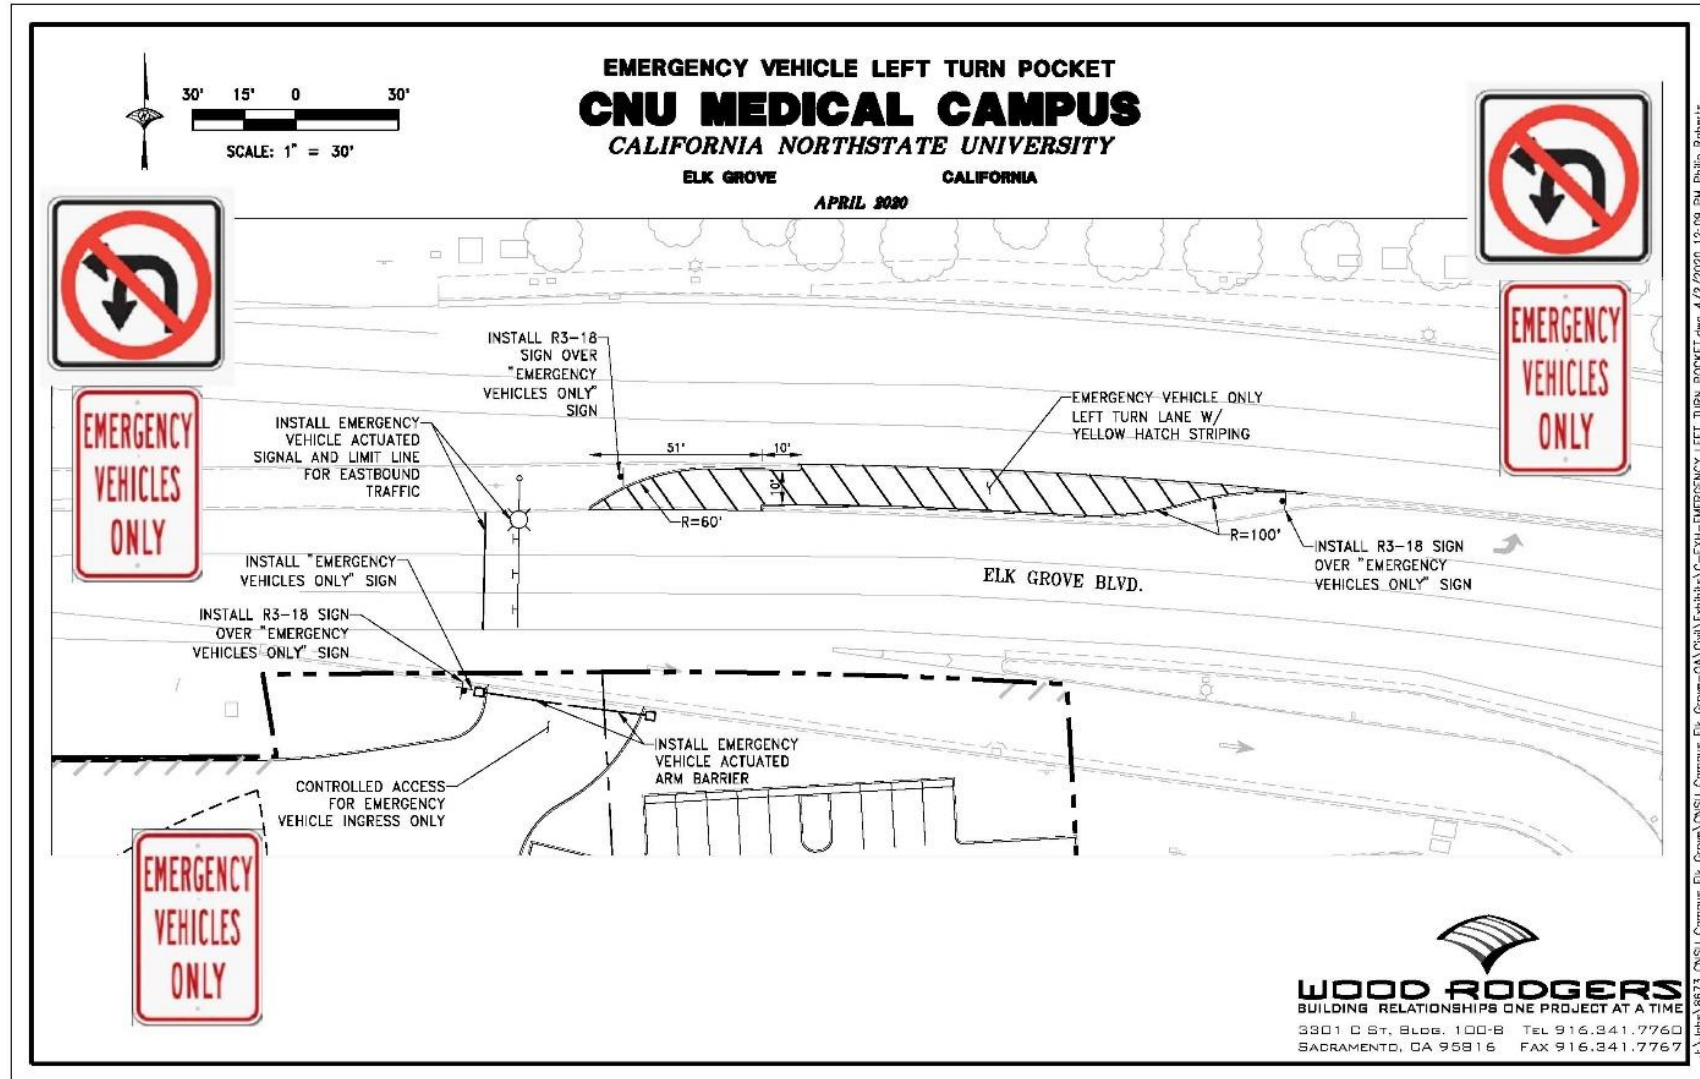 EMERGENCY VEHICLE LEFT TURN POCKET
CNU MEDICAL CAMPUS
CALIFORNIA NORTHSTATE UNIVERSITY
ELK GROVE CALIFORNIA
APRIL 2020
30' 15' 0 30'
SCALE: 1" = 30'
EMERGENCY
VEHICLES
ONLY
EMERGENCY
VEHICLES
ONLY
INSTALL R3-18
SIGN OVER
"EMERGENCY
VEHICLES ONLY"
SIGN
EMERGENCY VEHICLE ONLY
LEFT TURN LANE W/
YELLOW HATCH STRIPING
INSTALL EMERGENCY
VEHICLE ACTUATED
SIGNAL AND LIMIT LINE
FOR EASTBOUND
TRAFFIC
51' 10'
10'
R=60'
R=100'
INSTALL R3-18 SIGN
OVER "EMERGENCY
VEHICLES ONLY" SIGN
INSTALL "EMERGENCY
VEHICLES ONLY" SIGN
ELK GROVE BLVD.
INSTALL R3-18 SIGN
OVER "EMERGENCY
VEHICLES ONLY" SIGN
INSTALL EMERGENCY
VEHICLE ACTUATED
ARM BARRIER
CONTROLLED ACCESS
FOR EMERGENCY
VEHICLE INGRESS ONLY
EMERGENCY
VEHICLES
ONLY
WOOD RODGERS
BUILDING RELATIONSHIPS ONE PROJECT AT A TIME
3301 C ST, BLDG. 100-B TEL 916.341.7760
SACRAMENTO, CA 95816 FAX 916.341.7767